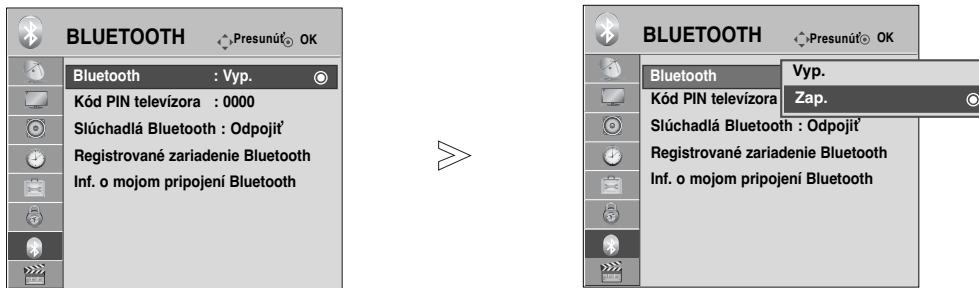 BLUETOOTH Presunúť OK
Bluetooth : Vyp.
Kód PIN televízora : 0000
Slúchadlá Bluetooth : Odpojiť
Registrované zariadenie Bluetooth
Inf. o mojom pripojení Bluetooth
BLUETOOTH Presunúť OK
Bluetooth
Vyp.
Kód PIN televízora
Zap.
Slúchadlá Bluetooth : Odpojiť
Registrované zariadenie Bluetooth
Inf. o mojom pripojení Bluetooth